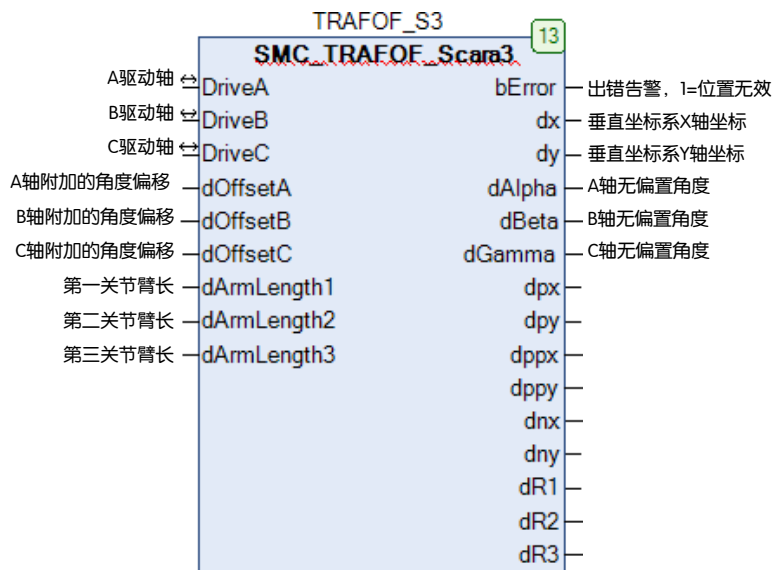 TRAFOF_S3
13
SMC_TRAFOF_Scara3
A驱动轴 DriveA bError 出错告警，1=位置无效
B驱动轴 DriveB dx 垂直坐标系X轴坐标
C驱动轴 DriveC dy 垂直坐标系Y轴坐标
A轴附加的角度偏移 dOffsetA dAlpha A轴无偏置角度
B轴附加的角度偏移 dOffsetB dBeta B轴无偏置角度
C轴附加的角度偏移 dOffsetC dGamma C轴无偏置角度
第一关节臂长 dArmLength1 dpx
第二关节臂长 dArmLength2 dpy
第三关节臂长 dArmLength3 dppx
dppy
dnx
dny
dR1
dR2
dR3